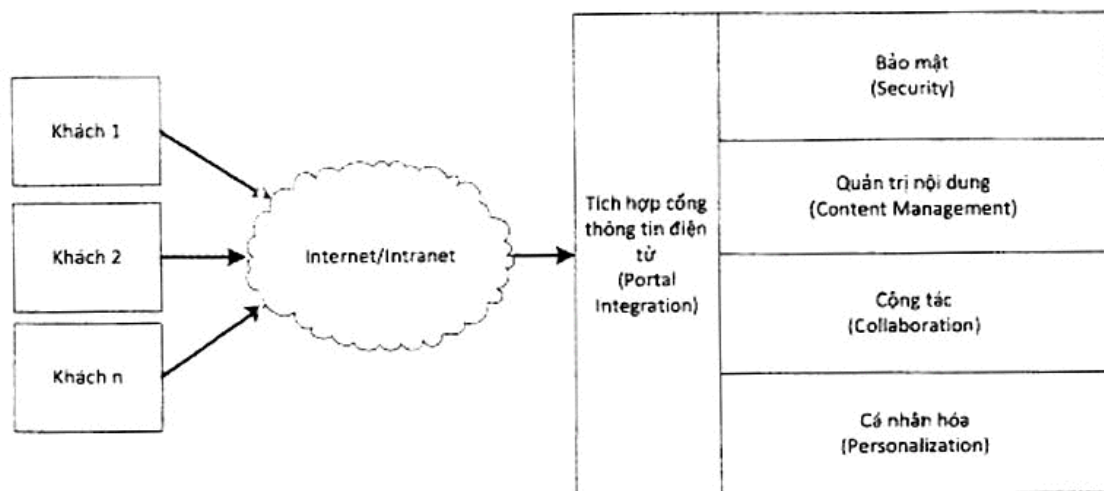 Khách 1
Khách 2
Khách n
Internet/Intranet
Tích hợp cổng
thông tin điện
tử
(Portal
Integration)
Bảo mật
(Security)
Quản trị nội dung
(Content Management)
Cộng tác
(Collaboration)
Cá nhân hóa
(Personalization)